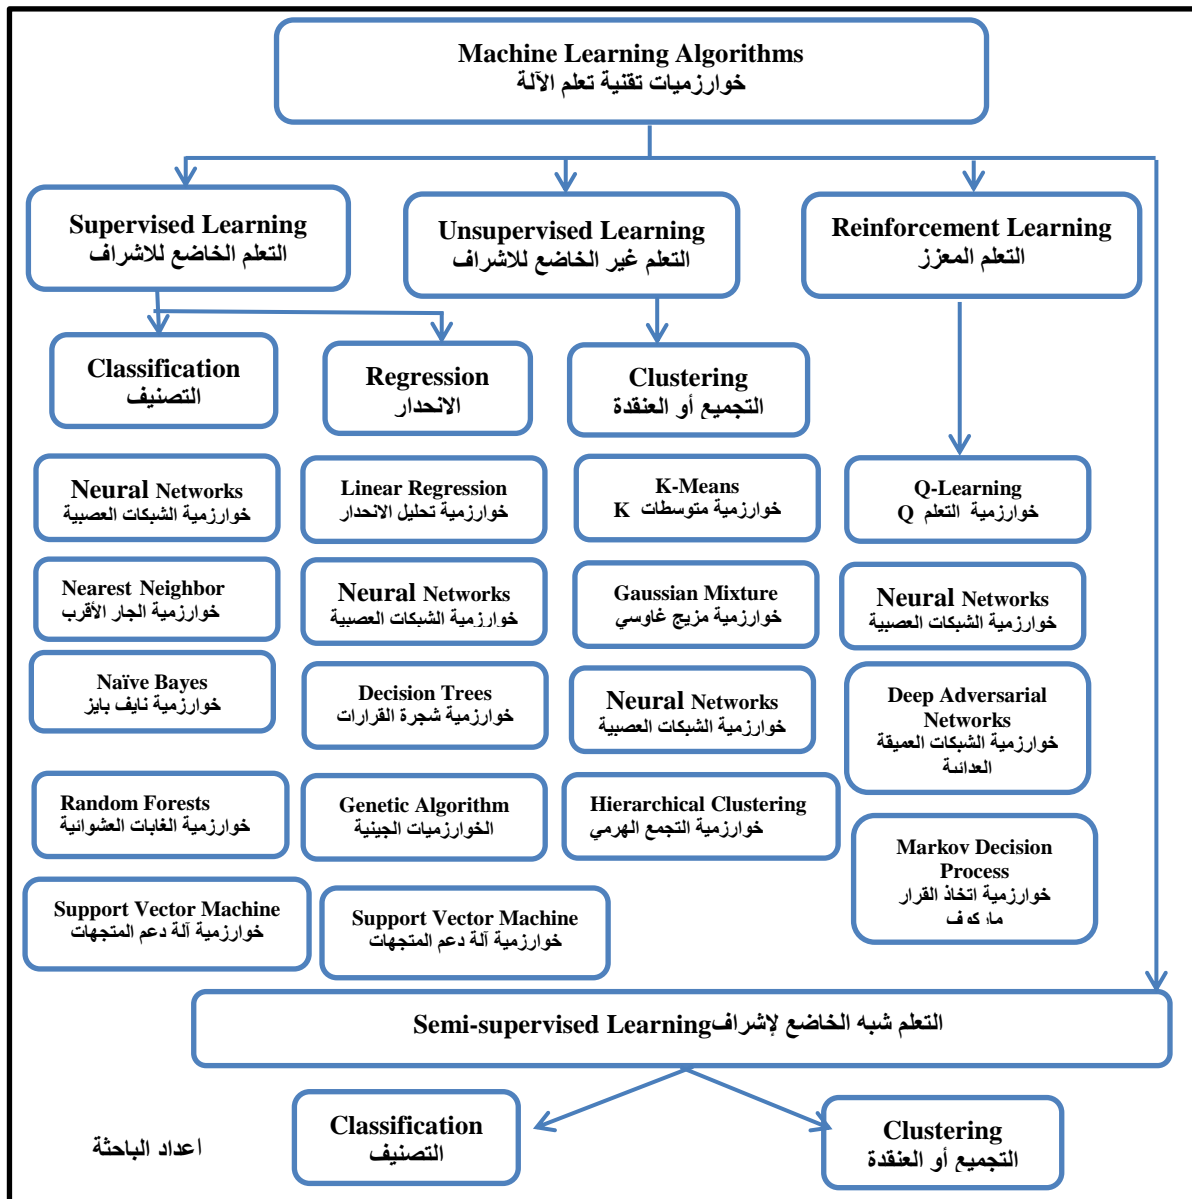 Machine Learning Algorithms
خوارزميات تقنية تعلم الآلة
Supervised Learning
التعلم الخاضع للاشراف
Unsupervised Learning
التعلم غير الخاضع للاشراف
Reinforcement Learning
التعلم المعزز
Classification
التصنيف
Regression
الانحدار
Clustering
التجميع أو العنقدة
Neural Networks
خوارزمية الشبكات العصبية
Linear Regression
خوارزمية تحليل الانحدار
K-Means
خوارزمية متوسطات K
Q-Learning
خوارزمية التعلم Q
Nearest Neighbor
خوارزمية الجار الأقرب
Neural Networks
خوارزمية الشبكات العصبية
Gaussian Mixture
خوارزمية مزيج غاوسي
Neural Networks
خوارزمية الشبكات العصبية
Naïve Bayes
خوارزمية نايف بايز
Decision Trees
خوارزمية شجرة القرارات
Neural Networks
خوارزمية الشبكات العصبية
Deep Adversarial
Networks
خوارزمية الشبكات العميقة
العدائية
Random Forests
خوارزمية الغابات العشوائية
Genetic Algorithm
الخوارزميات الجينية
Hierarchical Clustering
خوارزمية التجمع الهرمي
Markov Decision
Process
خوارزمية اتخاذ القرار
ماركوف
Support Vector Machine
خوارزمية آلة دعم المتجهات
Support Vector Machine
خوارزمية آلة دعم المتجهات
Semi-supervised Learningالتعلم شبه الخاضع لإشراف
Classification
التصنيف
Clustering
التجميع أو العنقدة
اعداد الباحثة